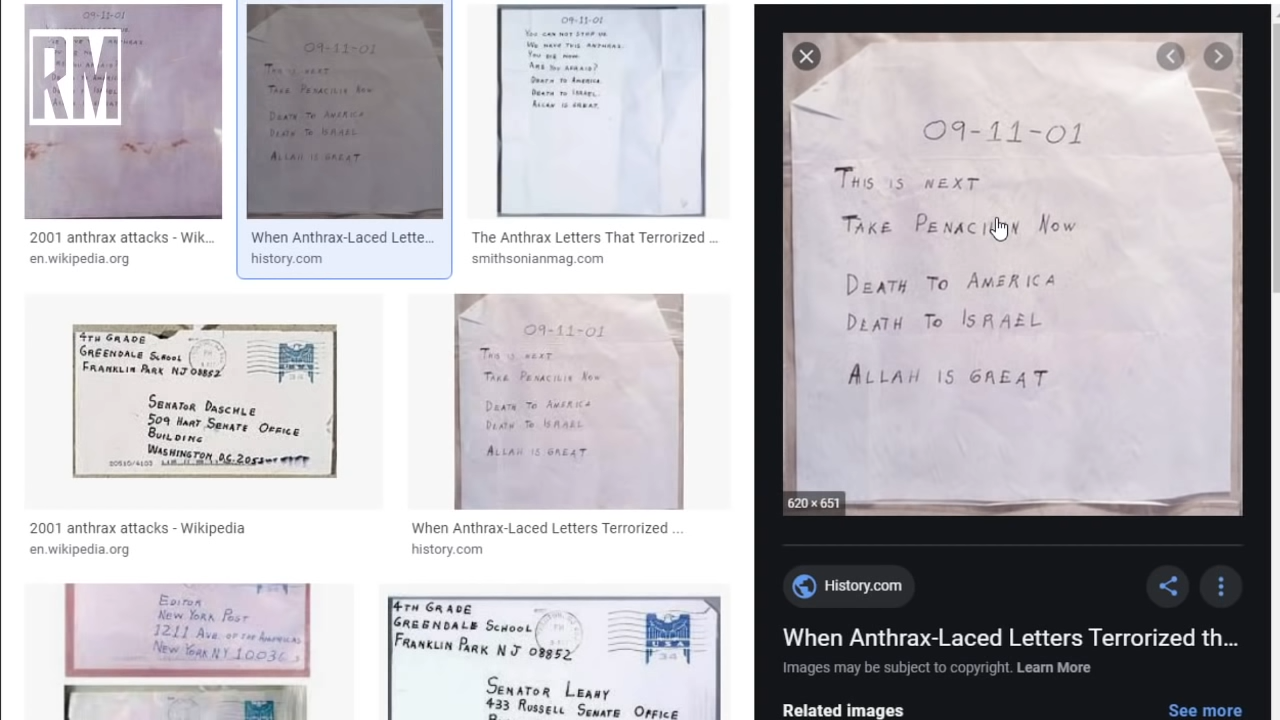 RM
09-11-01
09-11-01
THIS IS NEXT
TAKE PENACILIN NOW
DEATH TO AMERICA
DEATH TO ISRAEL
ALLAH IS GREAT
09-11-01
YOU CAN NOT STOP US.
WE HAVE THIS ANTHRAX.
YOU DIE NOW.
ARE YOU AFRAID?
DEATH TO AMERICA.
DEATH TO ISRAEL.
ALLAH IS GREAT.
2001 anthrax attacks - Wik...
en.wikipedia.org
When Anthrax-Laced Lette...
history.com
The Anthrax Letters That Terrorized ...
smithsonianmag.com
4TH GRADE
GREENDALE SCHOOL
FRANKLIN PARK NJ 08852
USA
34
SENATOR DASCHLE
509 HART SENATE OFFICE
BUILDING
WASHINGTON D.C. 2051
20510/4103
09-11-01
THIS IS NEXT
TAKE PENACILIN NOW
DEATH TO AMERICA
DEATH TO ISRAEL
ALLAH IS GREAT
2001 anthrax attacks - Wikipedia
en.wikipedia.org
When Anthrax-Laced Letters Terrorized ...
history.com
EDITOR
NEW YORK POST
1211 AVE. OF THE AMERICAS
NEW YORK NY 10036
4TH GRADE
GREENDALE SCHOOL
FRANKLIN PARK NJ 08852
USA
34
SENATOR LEAHY
433 RUSSELL SENATE OFFICE
09-11-01
THIS IS NEXT
TAKE PENACILIN NOW
DEATH TO AMERICA
DEATH TO ISRAEL
ALLAH IS GREAT
620 × 651
History.com
When Anthrax-Laced Letters Terrorized th...
Images may be subject to copyright. Learn More
Related images
See more